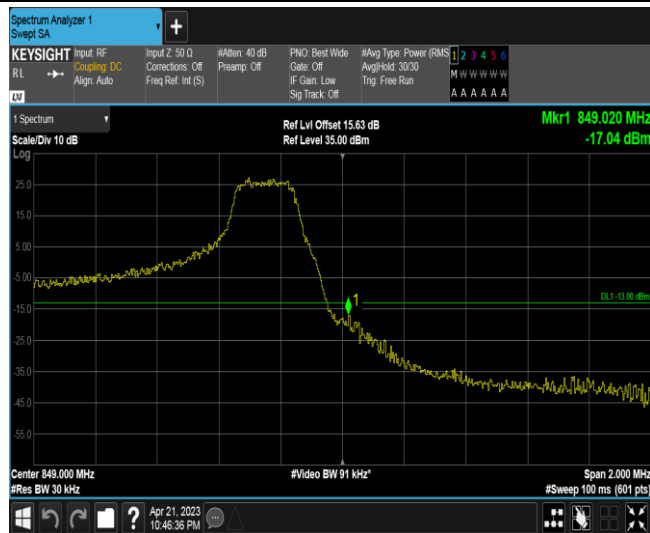 Spectrum Analyzer 1
Swept SA
+
KEYSIGHT
RL
Input: RF
Coupling: DC
Align: Auto
Input Z: 50 Ω
Corrections: Off
Freq Ref: Int (S)
#Atten: 40 dB
Preamp: Off
PNO: Best Wide
Gate: Off
IF Gain: Low
Sig Track: Off
#Avg Type: Power (RMS
Avg|Hold: 30/30
Trig: Free Run
1 2 3 4 5 6
M W W W W W
A A A A A A
1 Spectrum
Scale/Div 10 dB
Log
Ref Lvl Offset 15.63 dB
Ref Level 35.00 dBm
Mkr1 849.020 MHz
-17.04 dBm
25.0
15.0
5.00
-5.00
-15.0
-25.0
-35.0
-45.0
-55.0
1
DL1 -13.00 dBm
Center 849.000 MHz
#Res BW 30 kHz
#Video BW 91 kHz*
Span 2.000 MHz
#Sweep 100 ms (601 pts)
?
Apr 21, 2023
10:46:36 PM